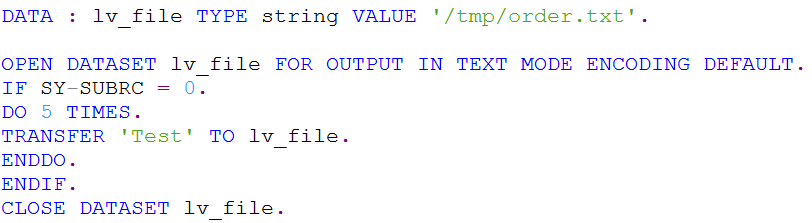 DATA : lv_file TYPE string VALUE '/tmp/order.txt'.
OPEN DATASET lv_file FOR OUTPUT IN TEXT MODE ENCODING DEFAULT.
IF SY-SUBRC = 0.
DO 5 TIMES.
TRANSFER 'Test' TO lv_file.
ENDDO.
ENDIF.
CLOSE DATASET lv_file.